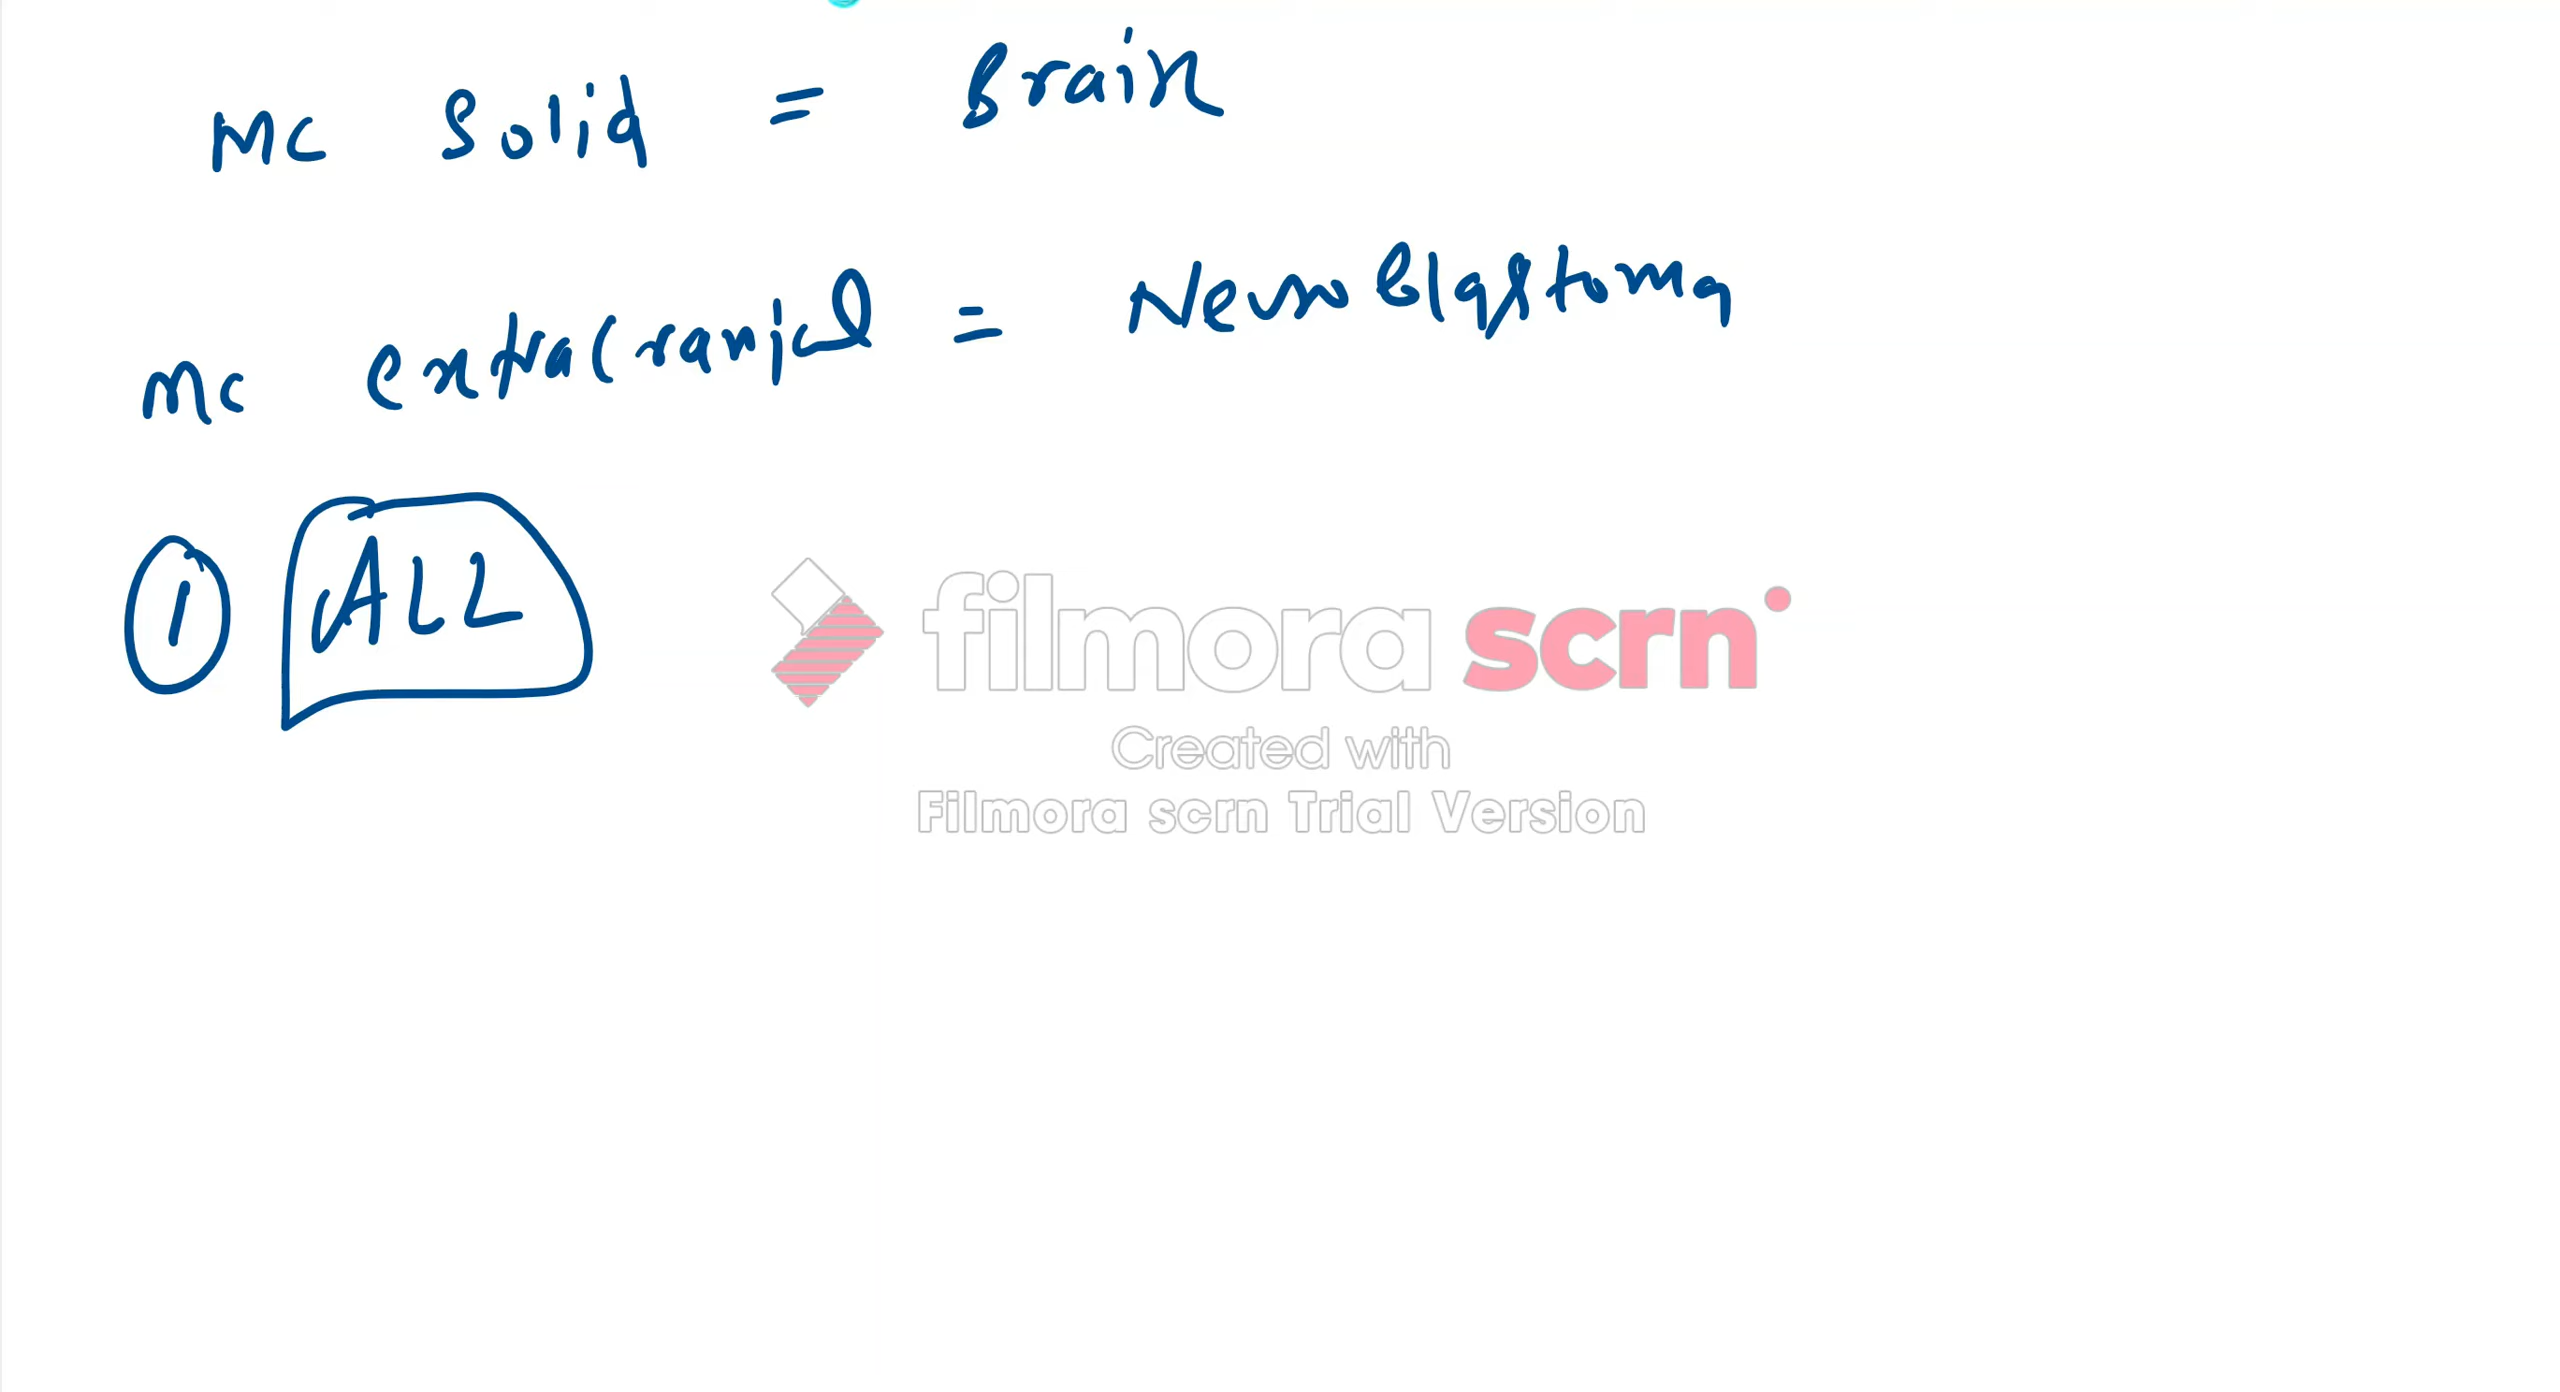 MC Solid = Brain
MC extracranial = Neuroblastoma
1 ALL
filmora scrn
Created with
Filmora scrn Trial Version